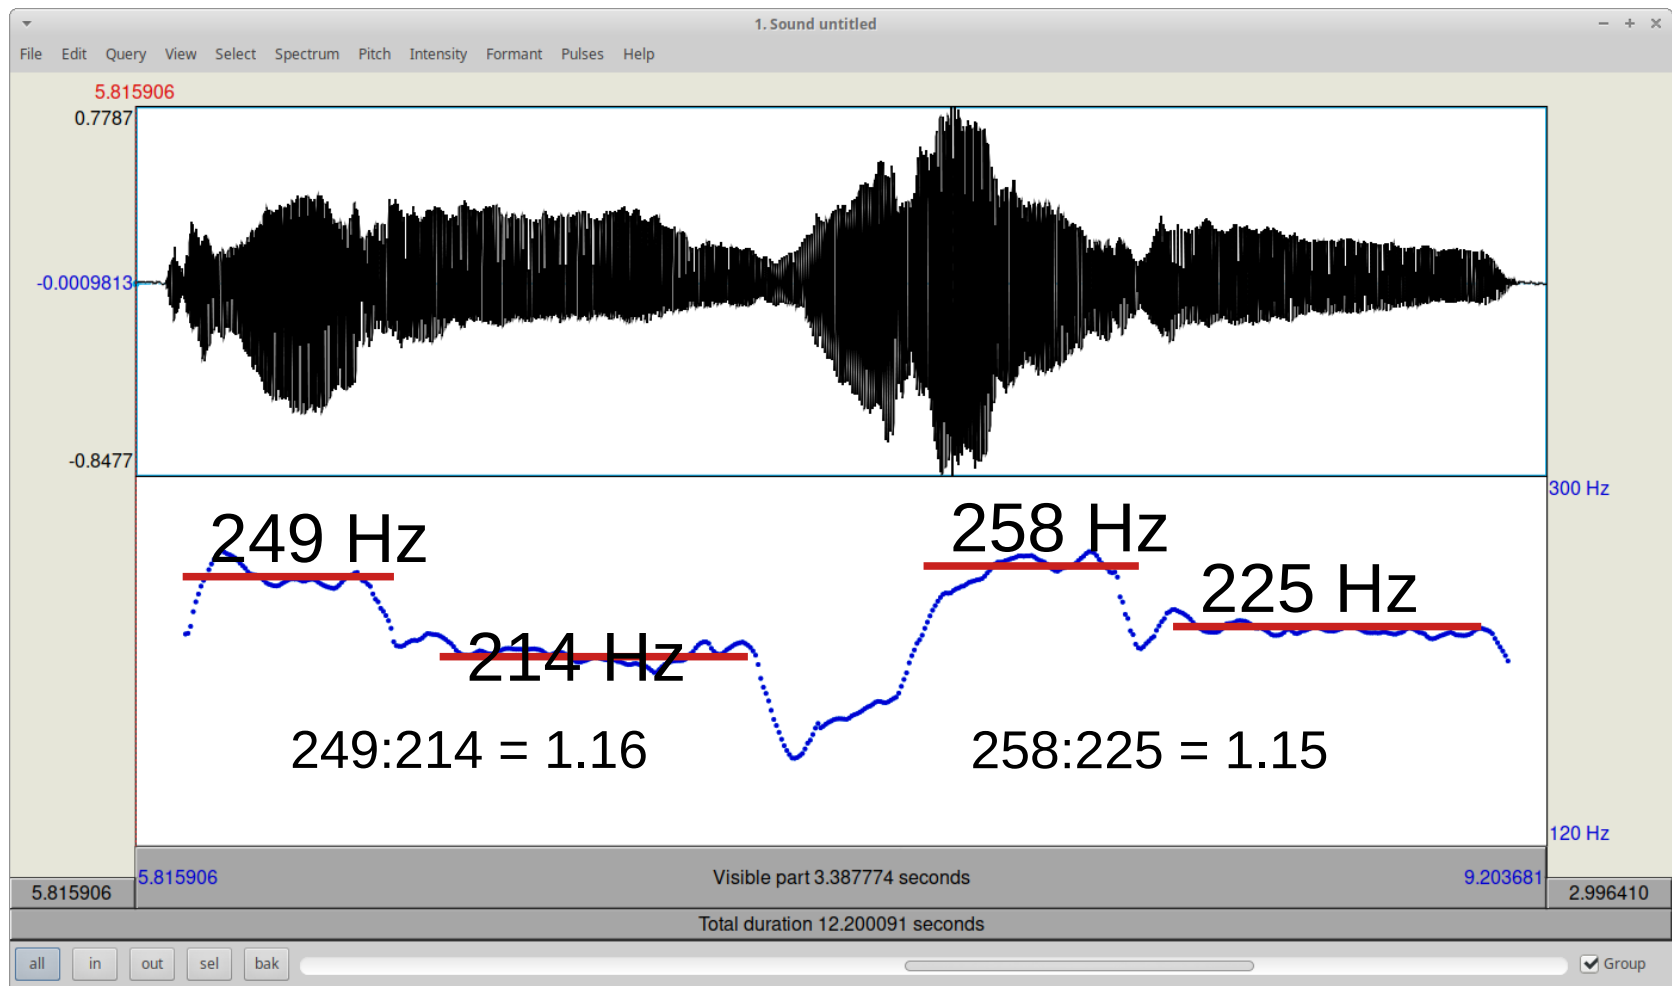 1. Sound untitled
File Edit Query View Select Spectrum Pitch Intensity Formant Pulses Help
5.815906
0.7787
-0.0009813
-0.8477
300 Hz
249 Hz
258 Hz
225 Hz
214 Hz
249:214 = 1.16
258:225 = 1.15
120 Hz
5.815906 Visible part 3.387774 seconds 9.203681
5.815906 2.996410
Total duration 12.200091 seconds
all in out sel bak Group